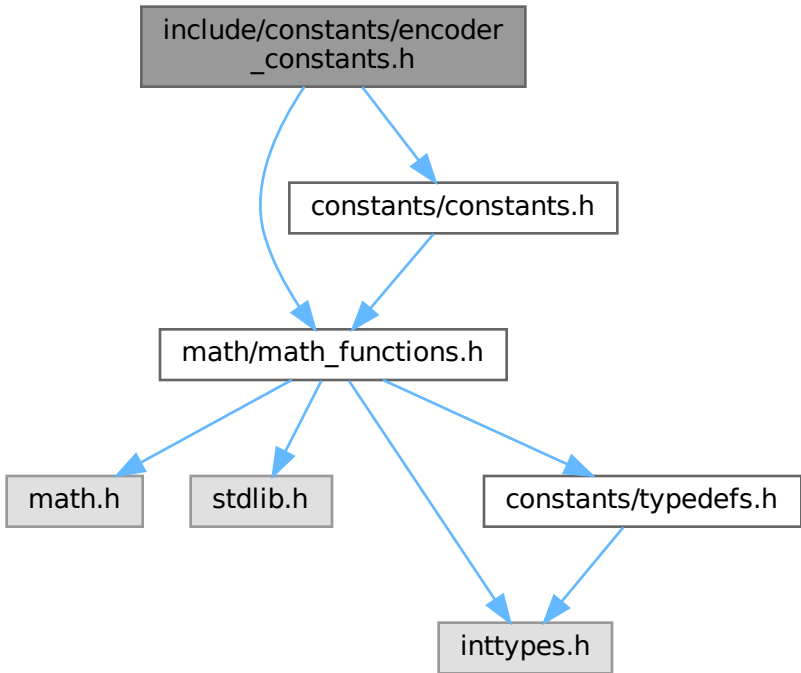 include/constants/encoder
_constants.h
constants/constants.h
math/math_functions.h
math.h
stdlib.h
constants/typedefs.h
inttypes.h